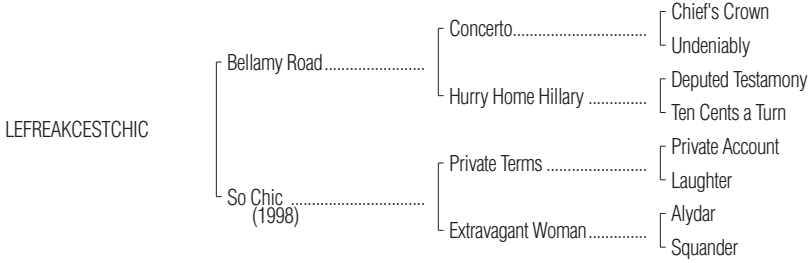 Chief's Crown
Concerto..............................
Undeniably
Bellamy Road......................
Deputed Testamony
Hurry Home Hillary .............
Ten Cents a Turn
LEFREAKCESTCHIC
Private Account
Private Terms ......................
Laughter
So Chic ..............................
(1998)
Alydar
Extravagant Woman.............
Squander